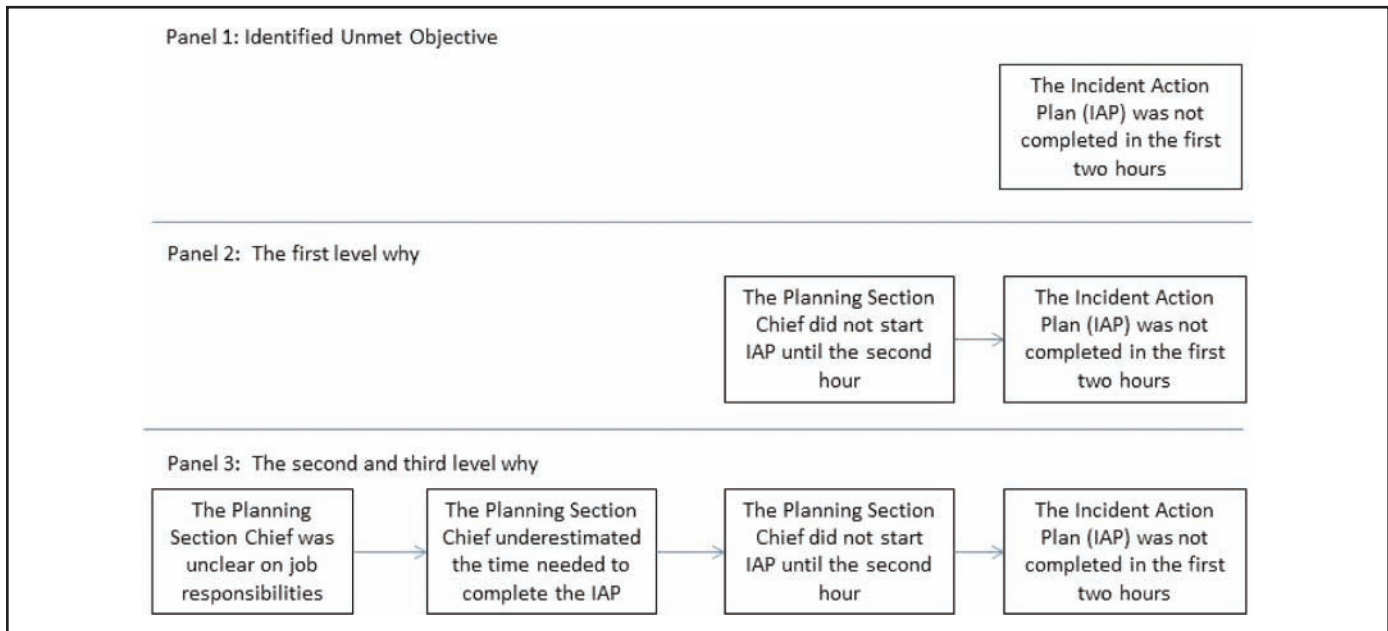 Panel 1: Identified Unmet Objective
The Incident Action
Plan (IAP) was not
completed in the first
two hours
Panel 2:  The first level why
The Planning Section
Chief did not start
IAP until the second
hour
The Incident Action
Plan (IAP) was not
completed in the first
two hours
Panel 3:  The second and third level why
The Planning
Section Chief was
unclear on job
responsibilities
The Planning Section
Chief underestimated
the time needed to
complete the IAP
The Planning Section
Chief did not start
IAP until the second
hour
The Incident Action
Plan (IAP) was not
completed in the first
two hours